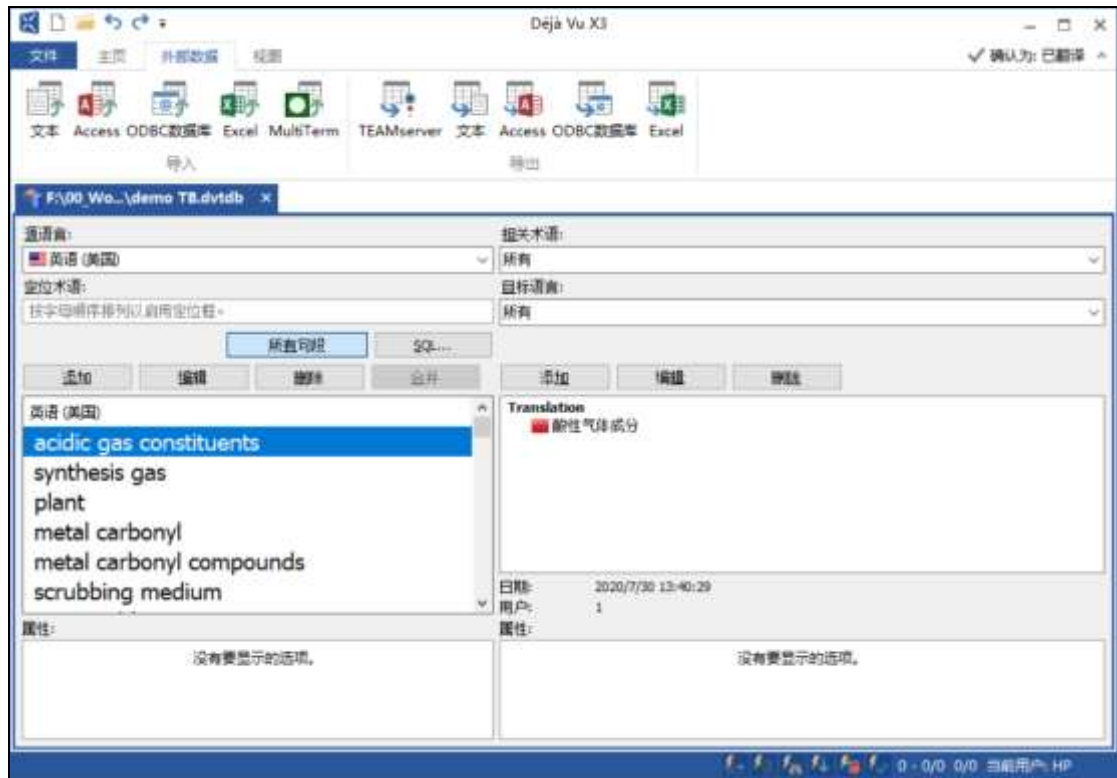 Déjà Vu X3
文件 主页 外部数据 视图 确认为: 已翻译
文本 Access ODBC数据库 Excel MultiTerm TEAMserver 文本 Access ODBC数据库 Excel
导入 导出
F:\00_Wo...\demo TB.dvtdb ×
源语言: 相关术语:
英语 (美国) 所有
定位术语: 目标语言:
按字母顺序排列以启用定位框。 所有
所有句段 SQL...
添加 编辑 删除 合并 添加 编辑 删除
英语 (美国) Translation
acidic gas constituents 酸性气体成分
synthesis gas
plant
metal carbonyl
metal carbonyl compounds
scrubbing medium
日期: 2020/7/30 13:40:29
用户: 1
属性: 属性:
没有要显示的选项。 没有要显示的选项。
0 - 0/0 0/0 当前用户: HP